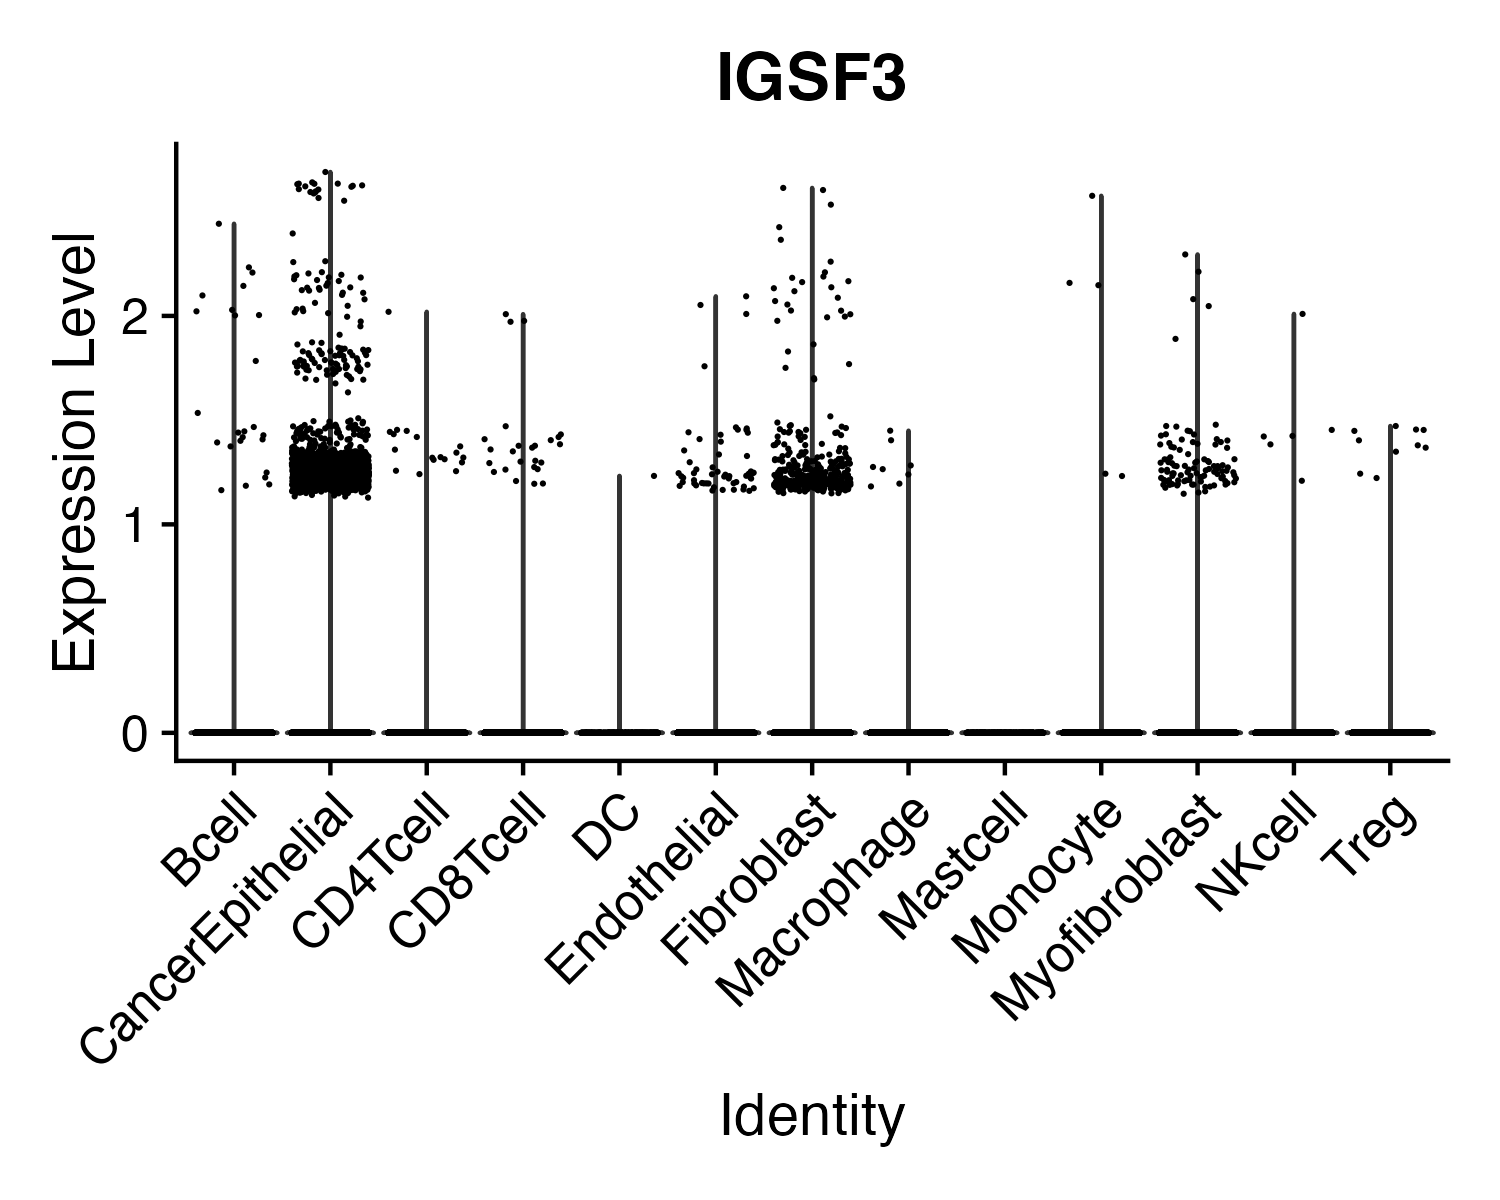 IGSF3
Expression Level
2
1
0
Bcell
CancerEpithelial
CD4Tcell
CD8Tcell
DC
Endothelial
Fibroblast
Macrophage
Mastcell
Monocyte
Myofibroblast
NKcell
Treg
Identity